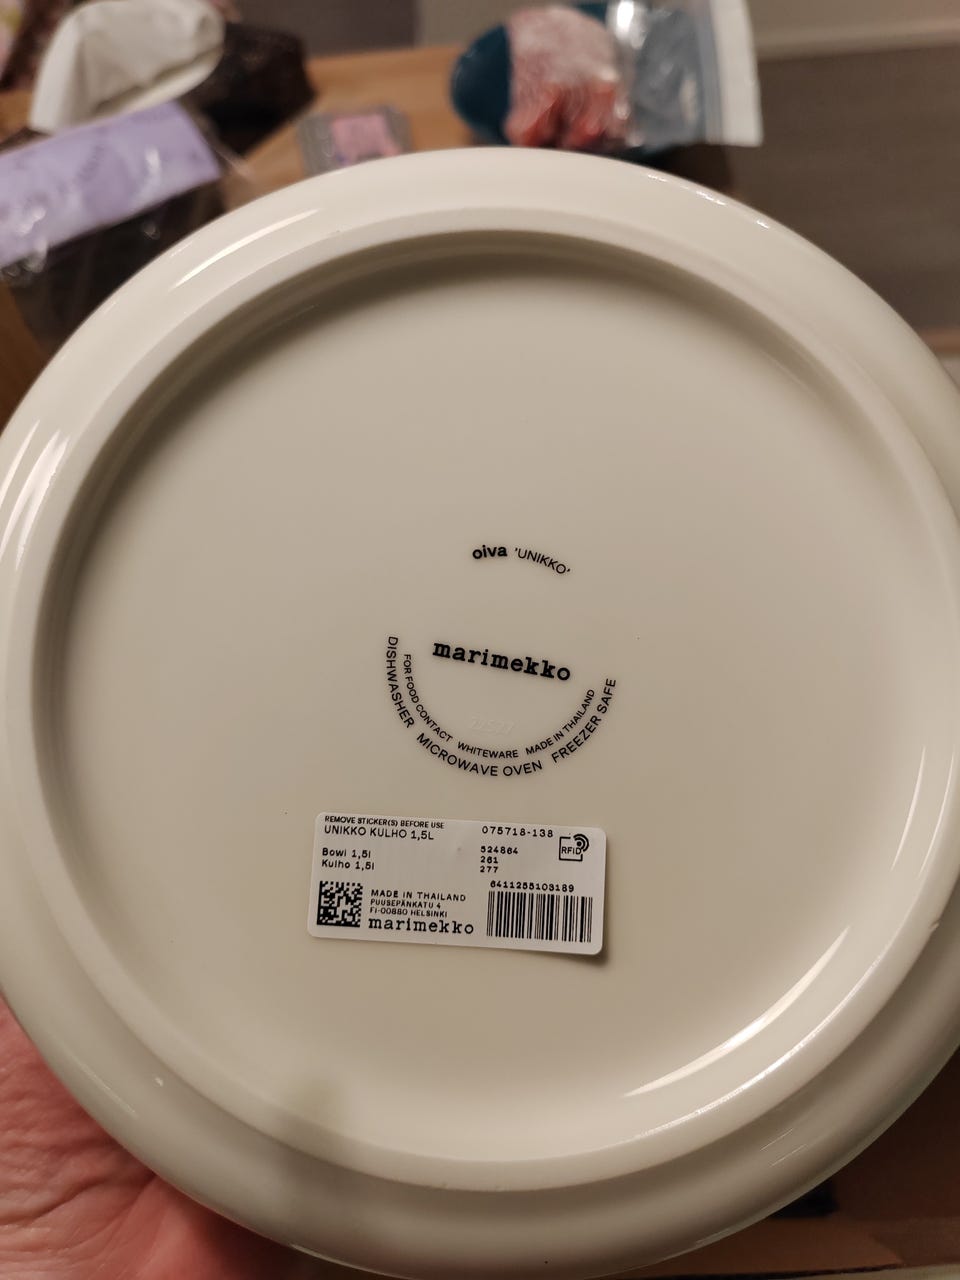 oiva 'UNIKKO'
marimekko
FOR FOOD CONTACT WHITEWARE MADE IN THAILAND
DISHWASHER MICROWAVE OVEN FREEZER SAFE
REMOVE STICKER(S) BEFORE USE
UNIKKO KULHO 1,5L 075718-138
RFID
Bowl 1,5l 524864
Kulho 1,5l 261
277
6411255103189
MADE IN THAILAND
PUUSEPÄNKATU 4
FI-00880 HELSINKI
marimekko